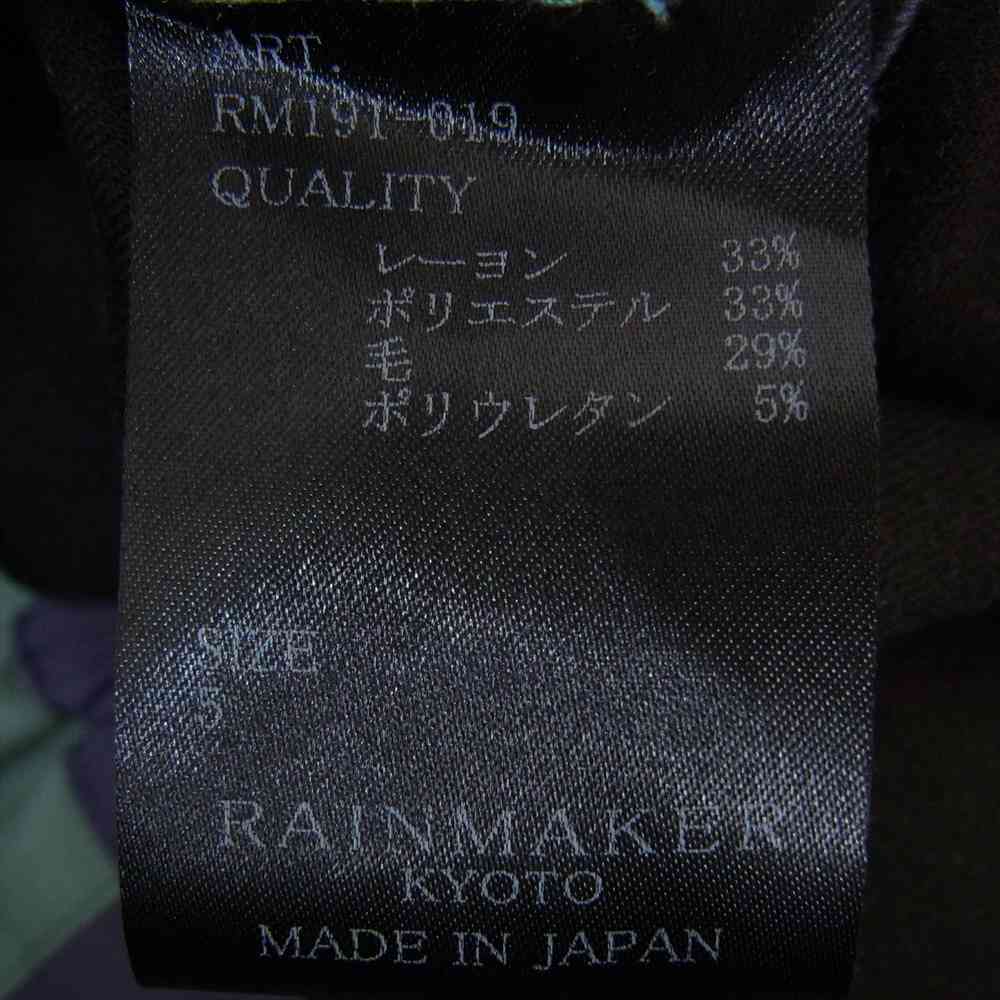 ART.
RM191-019
QUALITY
レーヨン 33%
ポリエステル 33%
毛 29%
ポリウレタン 5%
SIZE
5
RAINMAKER
KYOTO
MADE IN JAPAN